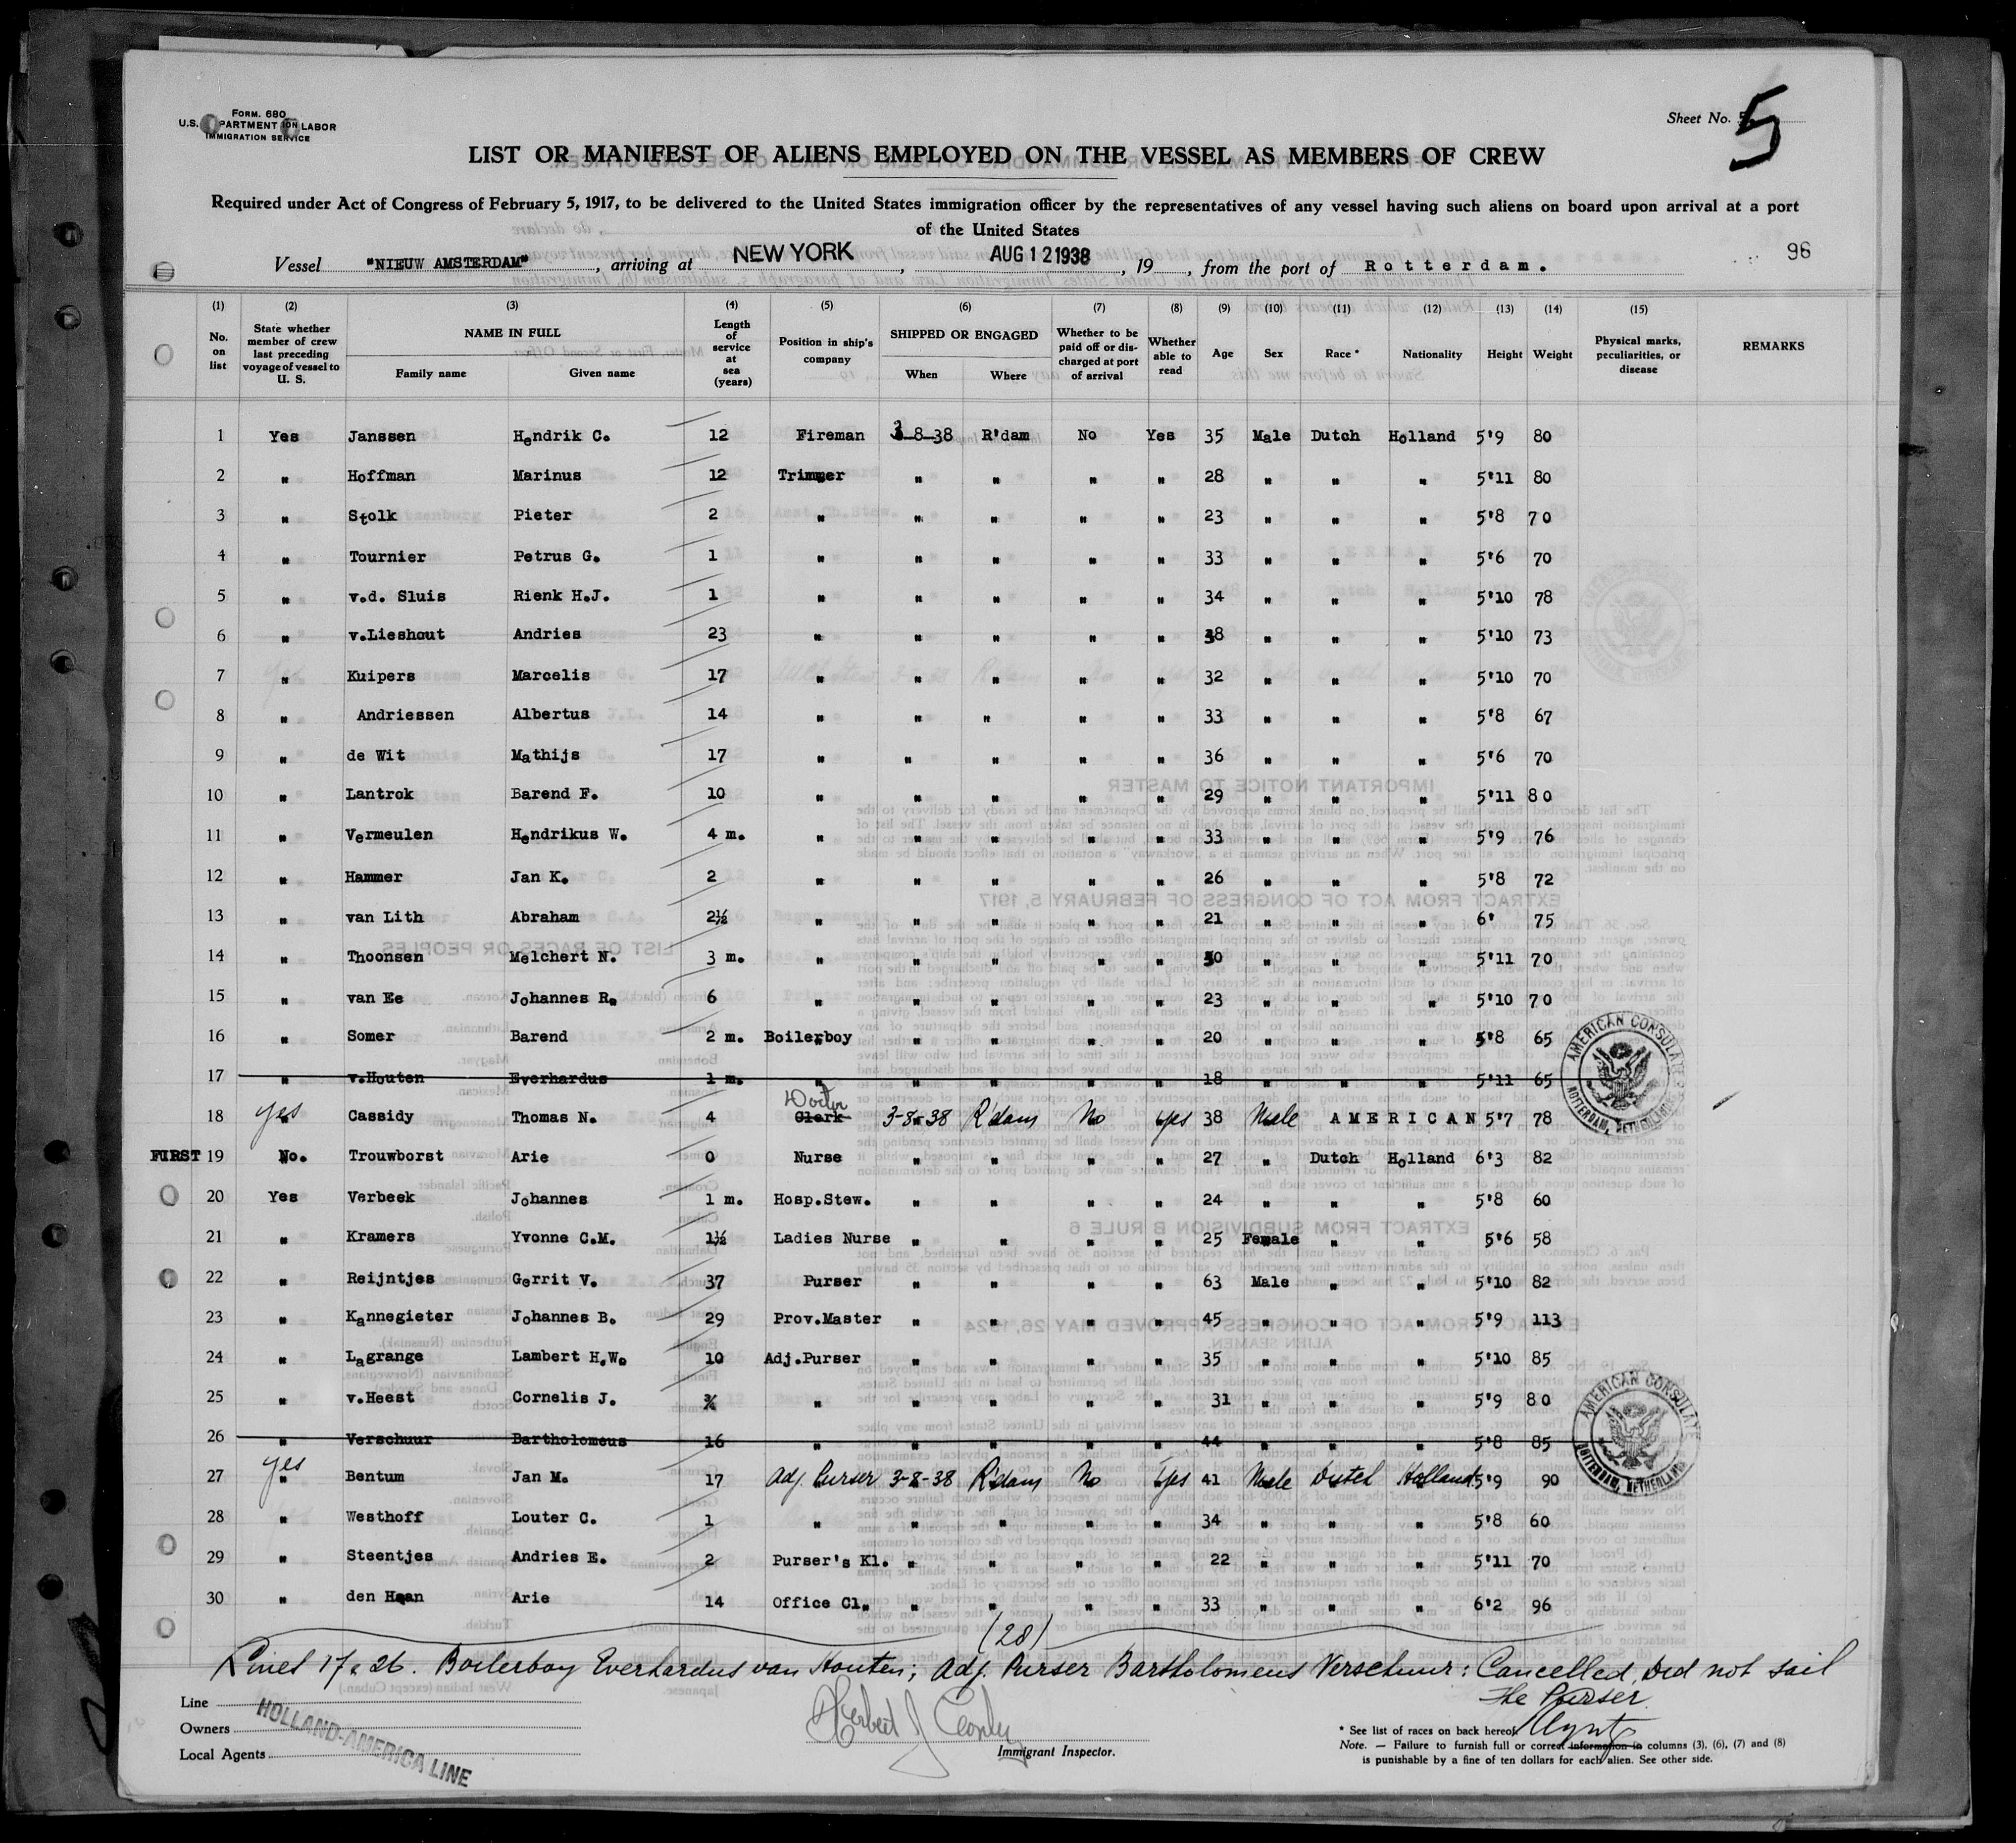 FORM. 680
U.S. DEPARTMENT OF LABOR
IMMIGRATION SERVICE
Sheet No. 5
LIST OR MANIFEST OF ALIENS EMPLOYED ON THE VESSEL AS MEMBERS OF CREW
Required under Act of Congress of February 5, 1917, to be delivered to the United States immigration officer by the representatives of any vessel having such aliens on board upon arrival at a port
of the United States
Vessel "NIEUW AMSTERDAM", arriving at NEW YORK, AUG 12 1938, 19 , from the port of Rotterdam.
96
(1) (2) (3) (4) (5) (6) (7) (8) (9) (10) (11) (12) (13) (14) (15)
No. on list State whether member of crew last preceding voyage of vessel to U. S. NAME IN FULL Family name Given name Length of service at sea (years) Position in ship's company SHIPPED OR ENGAGED When Where Whether to be paid off or discharged at port of arrival Whether able to read Age Sex Race * Nationality Height Weight Physical marks, peculiarities, or disease REMARKS
1 Yes Janssen Hendrik C. 12 Fireman 3-8-38 R'dam No Yes 35 Male Dutch Holland 5'9 80
2 " Hoffman Marinus 12 Trimmer " " " " 28 " " " 5'11 80
3 " Stolk Pieter 2 " " " " " 23 " " " 5'8 70
4 " Tournier Petrus G. 1 " " " " " 33 " " " 5'6 70
5 " v.d. Sluis Rienk H.J. 1 " " " " " 34 " " " 5'10 78
6 " v.Lieshout Andries 23 " " " " " 38 " " " 5'10 73
7 " Kuipers Marcelis 17 " " " " " 32 " " " 5'10 70
8 " Andriessen Albertus 14 " " " " " 33 " " " 5'8 67
9 " de Wit Mathijs 17 " " " " " 36 " " " 5'6 70
10 " Lantrok Barend F. 10 " " " " " 29 " " " 5'11 80
11 " Vermeulen Hendrikus W. 4 m. " " " " " 33 " " " 5'9 76
12 " Hammer Jan K. 2 " " " " " 26 " " " 5'8 72
13 " van Lith Abraham 2½ " " " " " 21 " " " 6' 75
14 " Thoonsen Melchert N. 3 m. " " " " " 30 " " " 5'11 70
15 " van Ee Johannes R. 6 " " " " " 23 " " " 5'10 70
16 " Somer Barend 2 m. Boilerboy " " " " 20 " " " 5'8 65
17 " v.Houten Everhardus 1 m. " " " " " 18 " " " 5'11 65
18 yes Cassidy Thomas N. 4 Clerk Doctor 3-8-38 R'dam No yes 38 Male AMERICAN 5'7 78
FIRST 19 No. Trouwborst Arie 0 Nurse " " " " 27 " Dutch Holland 6'3 82
20 Yes Verbeek Johannes 1 m. Hosp.Stew. " " " " 24 " " " 5'8 60
21 " Kramers Yvonne C.M. 1½ Ladies Nurse " " " " 25 Female " " 5'6 58
22 " Reijntjes Gerrit V. 37 Purser " " " " 63 Male " " 5'10 82
23 " Kannegieter Johannes B. 29 Prov.Master " " " " 45 " " " 5'9 113
24 " Lagrange Lambert H.W. 10 Adj.Purser " " " " 35 " " " 5'10 85
25 " v.Heest Cornelis J. ¾ " " " " " 31 " " " 5'9 80
26 " Verschuur Bartholomeus 16 " " " " " 44 " " " 5'8 85
27 yes Bentum Jan M. 17 Adj. Purser 3-8-38 R'dam No yes 41 Male Dutch Holland 5'9 90
28 " Westhoff Louter C. 1 " " " " " 34 " " " 5'8 60
29 " Steentjes Andries E. 2 Purser's Kl. " " " " 22 " " " 5'11 70
30 " den Haan Arie 14 Office Cl. " " " " 33 " " " 6'2 96
(28)
Lines 17 & 26. Boilerboy Everhardus van Houten; Adj. Purser Bartholomeus Verschuur: Cancelled, Did not sail
The Purser
Line
Owners
Local Agents
HOLLAND-AMERICA LINE
Herbert J
Immigrant Inspector.
* See list of races on back hereof.
Note. — Failure to furnish full or correct information in columns (3), (6), (7) and (8)
is punishable by a fine of ten dollars for each alien. See other side.
AMERICAN CONSULATE
ROTTERDAM, NETHERLANDS
AMERICAN CONSULATE
ROTTERDAM, NETHERLANDS